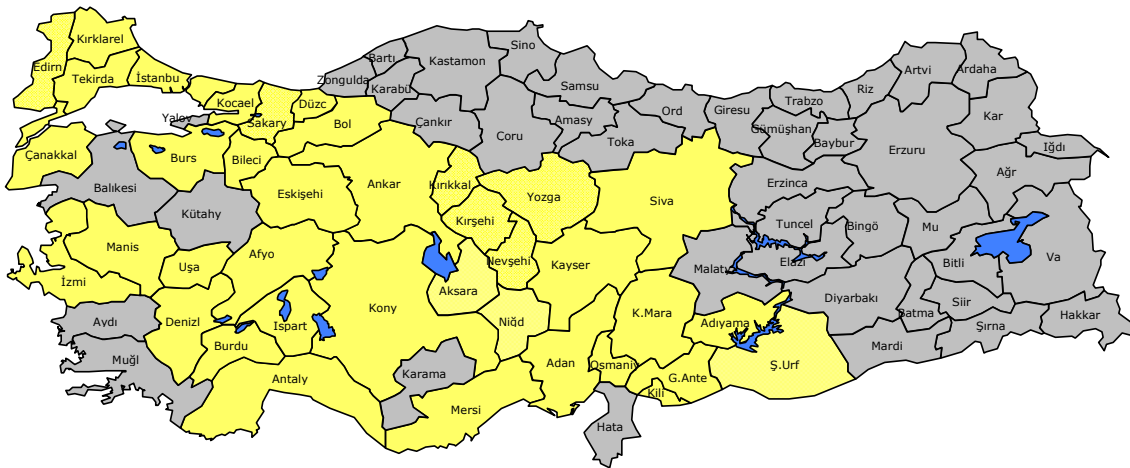 Kırklarel
Edirn
Tekirda
İstanbu
Kocael
Yalov
Sakary
Düzc
Bol
Zongulda
Bartı
Karabü
Kastamon
Sino
Çankır
Coru
Samsu
Amasy
Toka
Ord
Giresu
Gümüşhan
Trabzo
Baybur
Riz
Artvi
Ardaha
Kar
Iğdı
Ağr
Erzuru
Erzinca
Çanakkal
Balıkesi
Burs
Bileci
Kütahy
Eskişehi
Ankar
Kırıkkal
Kırşehi
Yozga
Siva
Nevşehi
Kayser
Aksara
Niğd
Kony
Afyo
Uşa
Manis
İzmi
Aydı
Denizl
Muğl
Burdu
Ispart
Antaly
Karama
Mersi
Adan
Osmaniy
Hata
K.Mara
G.Ante
Kili
Adıyama
Ş.Urf
Malaty
Elazı
Tuncel
Bingö
Mu
Bitli
Va
Diyarbakı
Batma
Siir
Şırna
Hakkar
Mardi